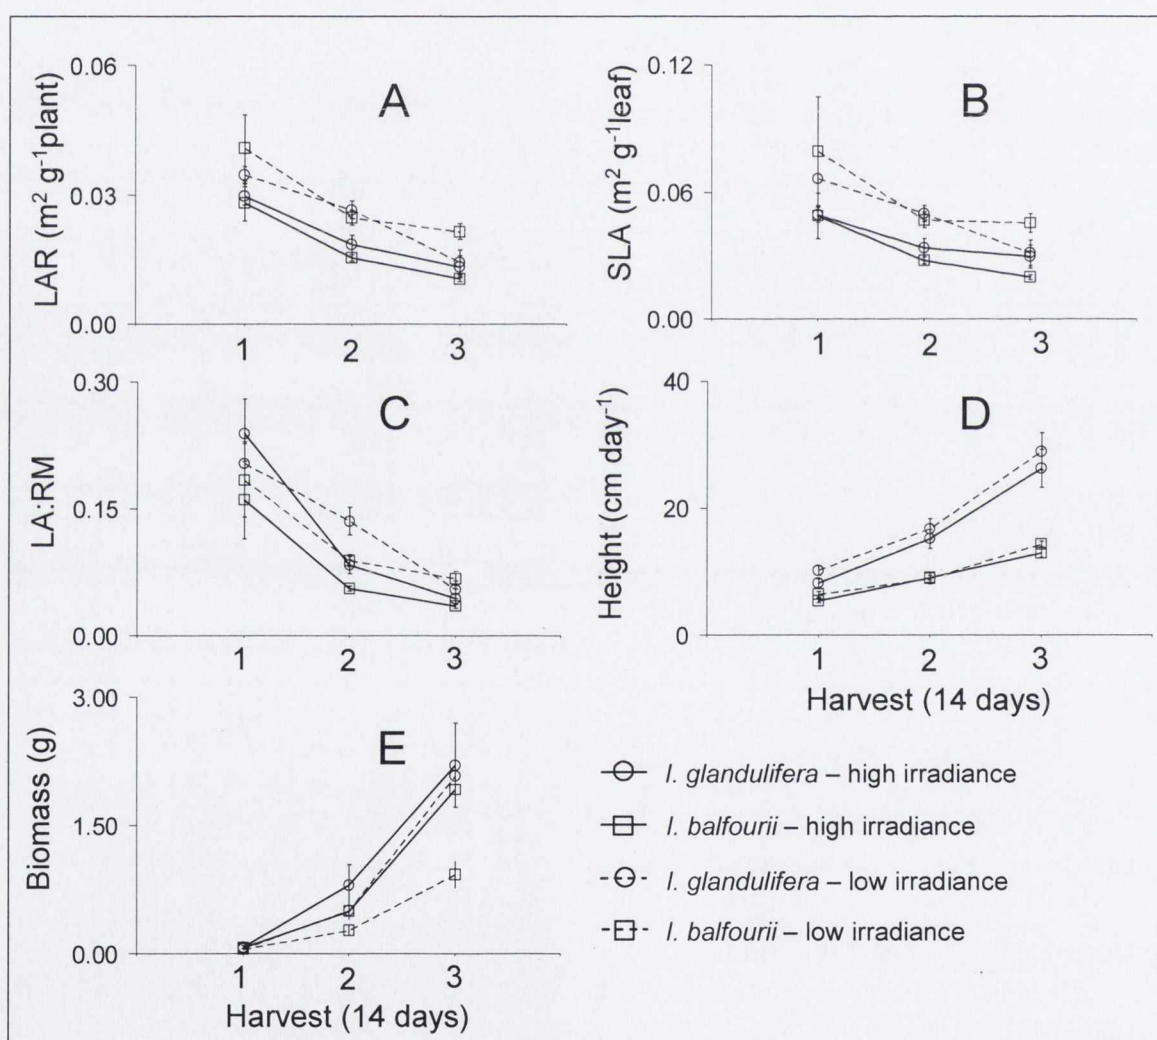 A
LAR (m² g⁻¹plant)
0.06
0.03
0.00
1 2 3
B
SLA (m² g⁻¹leaf)
0.12
0.06
0.00
1 2 3
C
LA:RM
0.30
0.15
0.00
1 2 3
D
Height (cm day⁻¹)
40
20
0
1 2 3
Harvest (14 days)
E
Biomass (g)
3.00
1.50
0.00
1 2 3
Harvest (14 days)
I. glandulifera – high irradiance
I. balfourii – high irradiance
I. glandulifera – low irradiance
I. balfourii – low irradiance